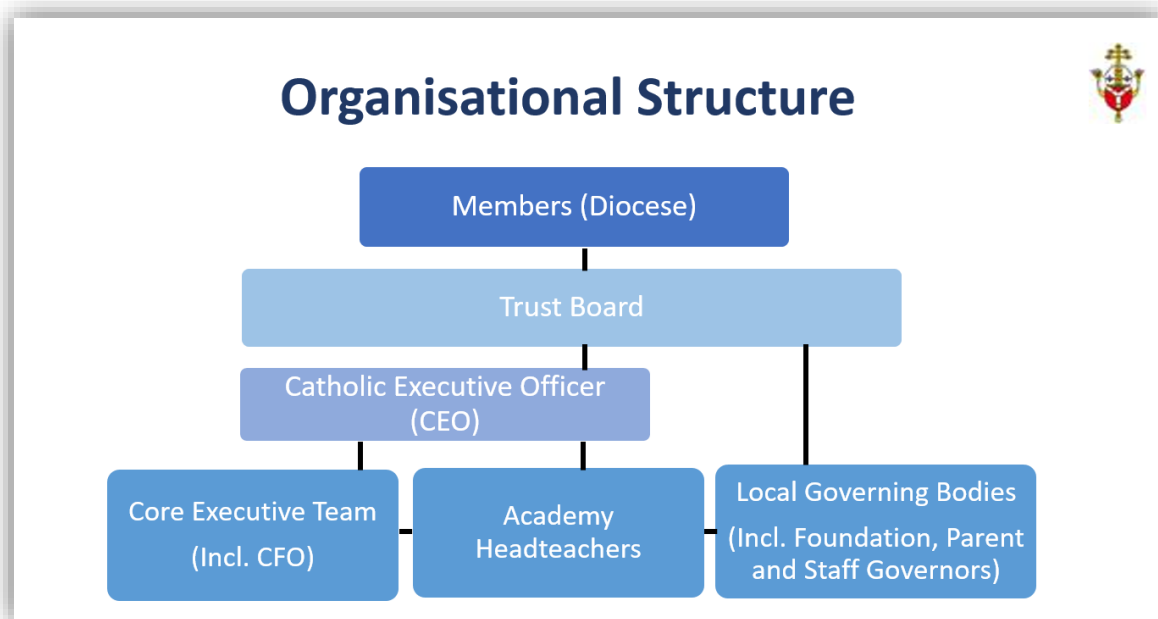 Organisational Structure
Members (Diocese)
Trust Board
Catholic Executive Officer
(CEO)
Core Executive Team
(Incl. CFO)
Academy
Headteachers
Local Governing Bodies
(Incl. Foundation, Parent
and Staff Governors)